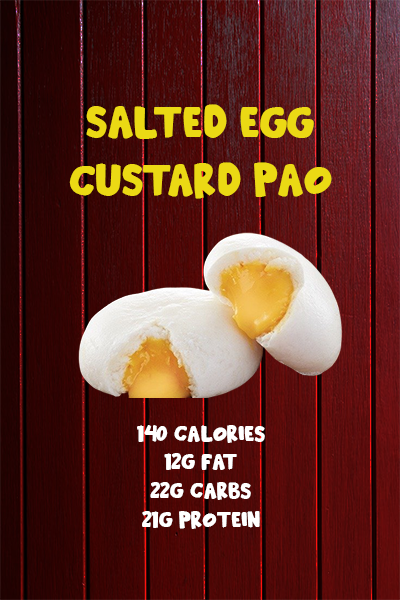 SALTED EGG
CUSTARD PAO
140 CALORIES
12G FAT
22G CARBS
21G PROTEIN